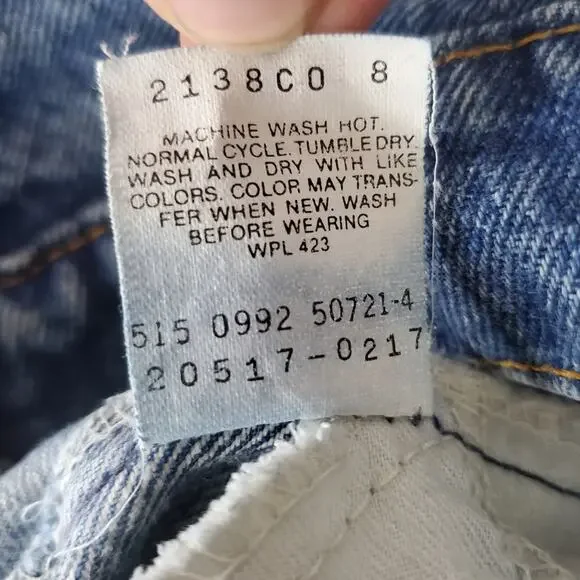 2138CO 8
MACHINE WASH HOT.
NORMAL CYCLE. TUMBLE DRY.
WASH AND DRY WITH LIKE
COLORS. COLOR MAY TRANS-
FER WHEN NEW. WASH
BEFORE WEARING
WPL 423
515 0992 50721-4
20517-0217